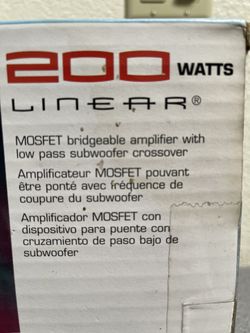 200 WATTS
LINEAR®
MOSFET bridgeable amplifier with
low pass subwoofer crossover
Amplificateur MOSFET pouvant
être ponté avec fréquence de
coupure du subwoofer
Amplificador MOSFET con
dispositivo para puente con
cruzamiento de paso bajo de
subwoofer